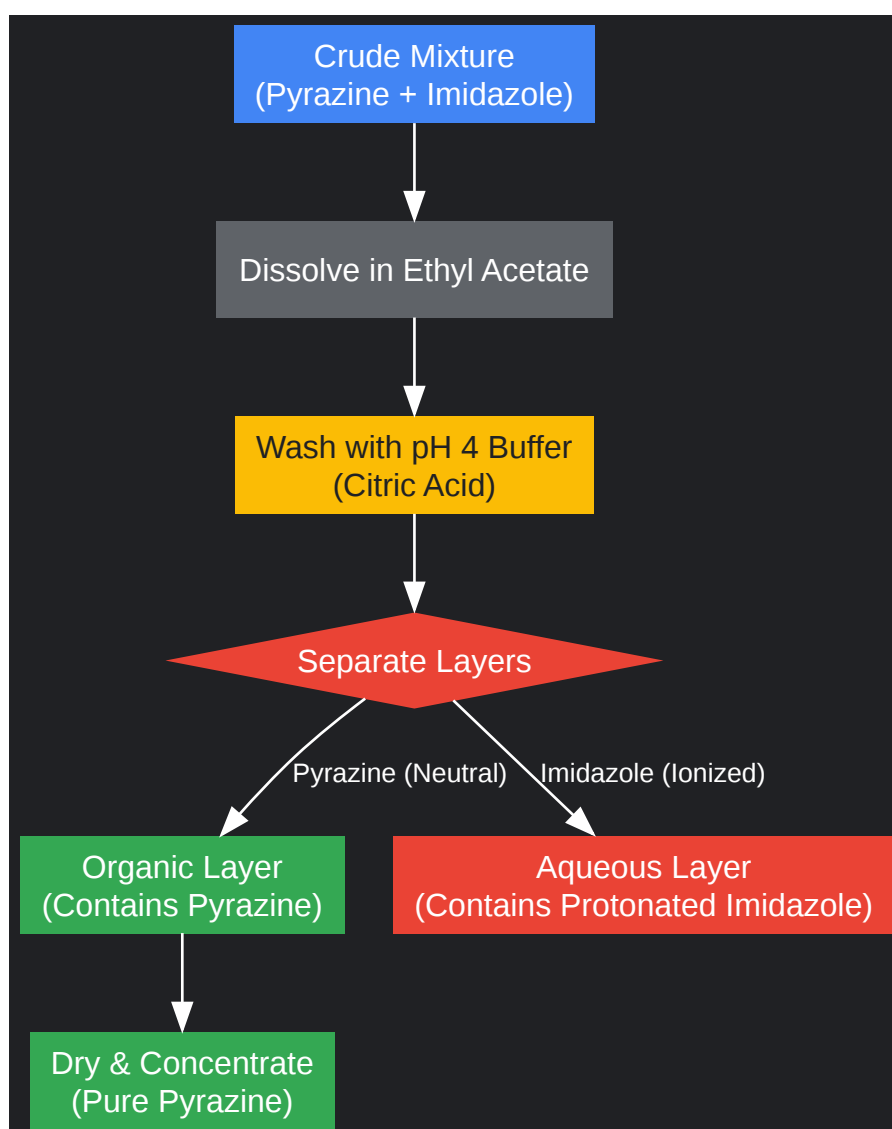 Crude Mixture
(Pyrazine + Imidazole)
Dissolve in Ethyl Acetate
Wash with pH 4 Buffer
(Citric Acid)
Separate Layers
Pyrazine (Neutral)
Imidazole (Ionized)
Organic Layer
(Contains Pyrazine)
Aqueous Layer
(Contains Protonated Imidazole)
Dry & Concentrate
(Pure Pyrazine)